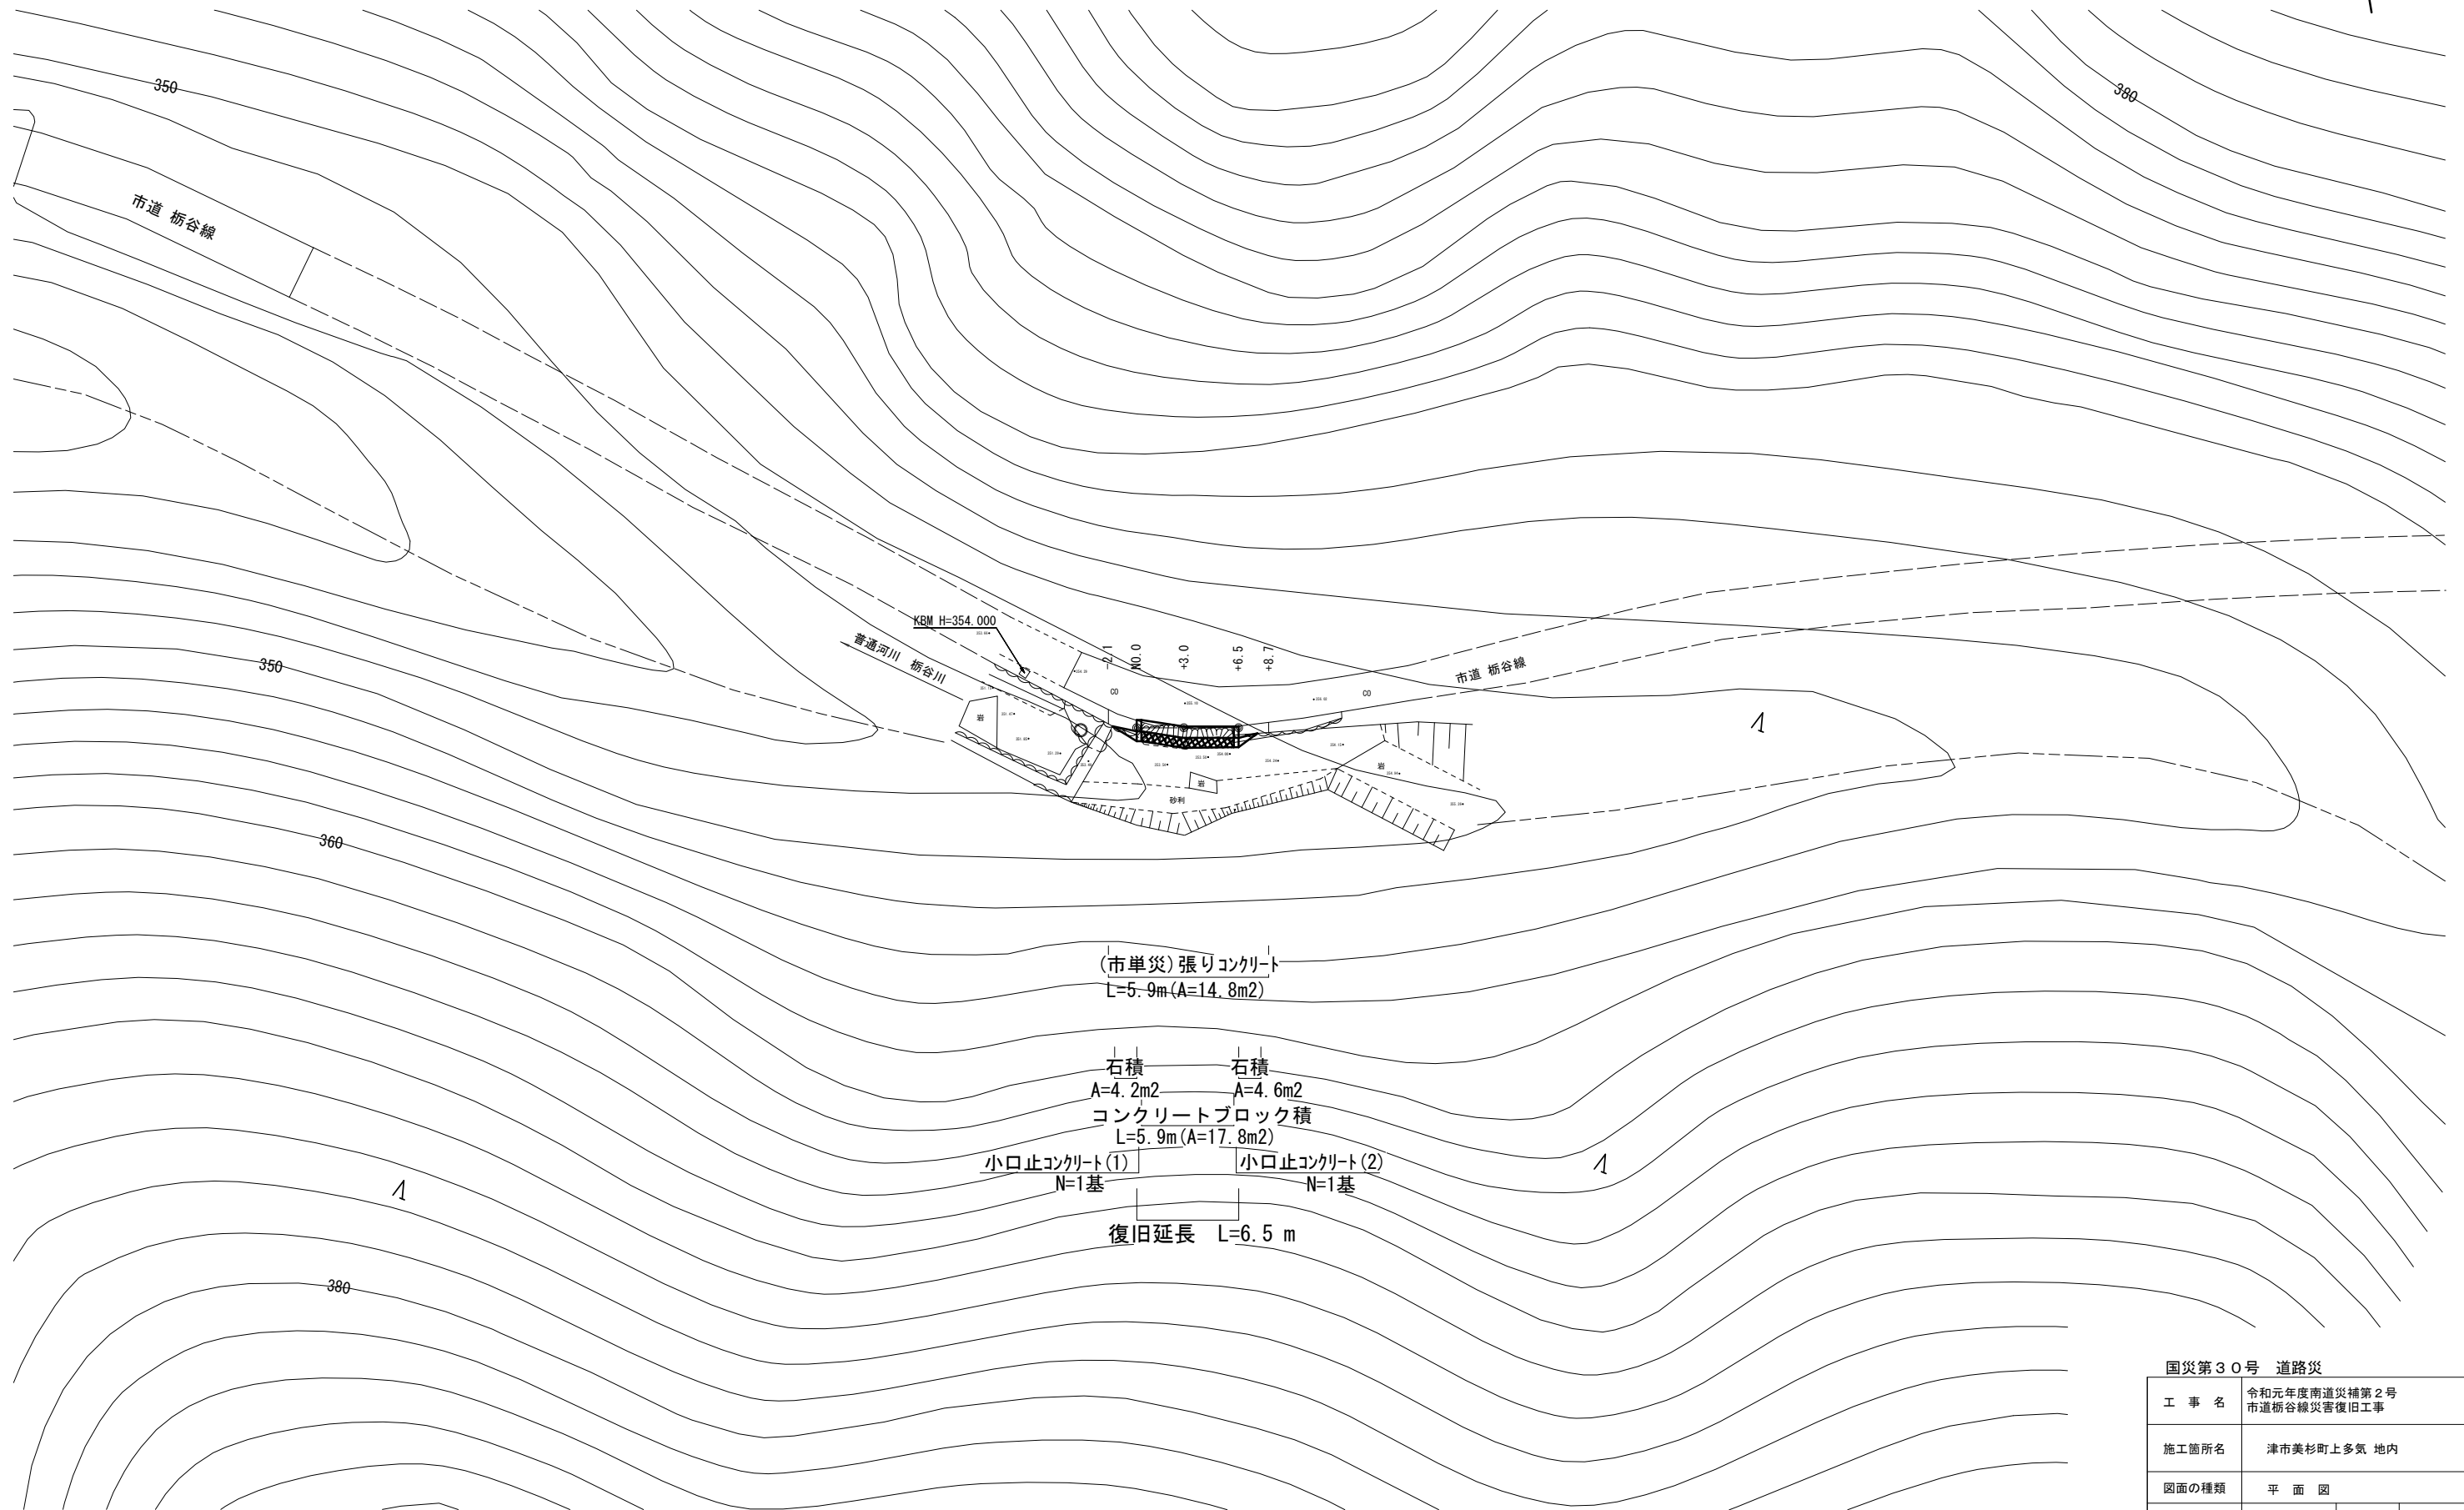 350
380
市道 栃谷線
KBM H=354.000
普通河川 栃谷川
350
-2.1
NO.0
+3.0
+6.5
+8.7
市道 栃谷線
CO
CO
岩
岩
岩
砂利
360
(市単災)張りコンクリート
L=5.9m(A=14.8m2)
石積
石積
A=4.2m2
A=4.6m2
コンクリートブロック積
L=5.9m(A=17.8m2)
小口止コンクリート(1)
小口止コンクリート(2)
N=1基
N=1基
復旧延長 L=6.5 m
380
国災第30号 道路災
工 事 名
令和元年度南道災補第2号
市道栃谷線災害復旧工事
施工箇所名
津市美杉町上多気 地内
図面の種類
平 面 図